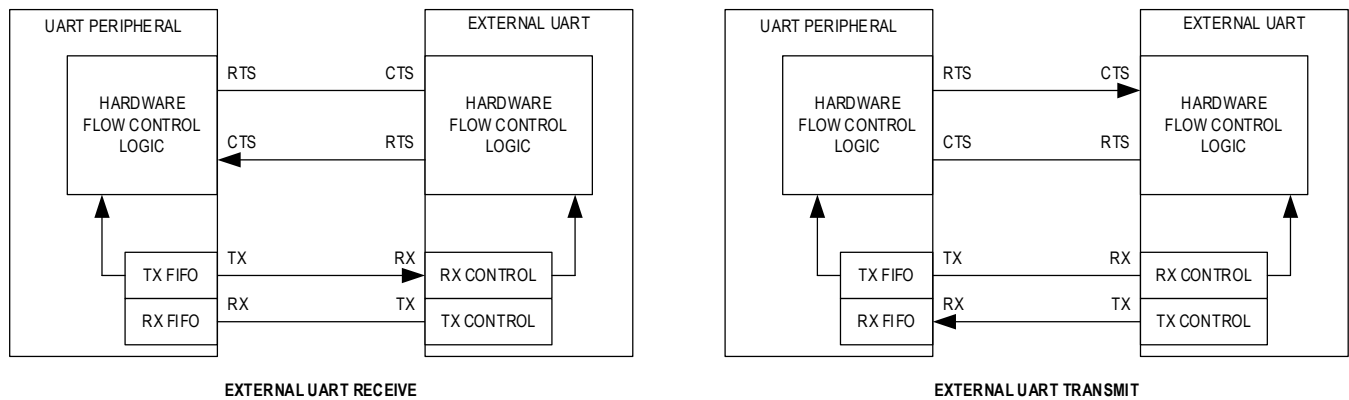 UART PERIPHERAL
EXTERNAL UART
HARDWARE
FLOW CONTROL
LOGIC
RTS
CTS
HARDWARE
FLOW CONTROL
LOGIC
CTS
RTS
TX FIFO
TX
RX
RX CONTROL
RX FIFO
RX
TX
TX CONTROL
EXTERNAL UART RECEIVE
UART PERIPHERAL
EXTERNAL UART
HARDWARE
FLOW CONTROL
LOGIC
RTS
CTS
HARDWARE
FLOW CONTROL
LOGIC
CTS
RTS
TX FIFO
TX
RX
RX CONTROL
RX FIFO
RX
TX
TX CONTROL
EXTERNAL UART TRANSMIT